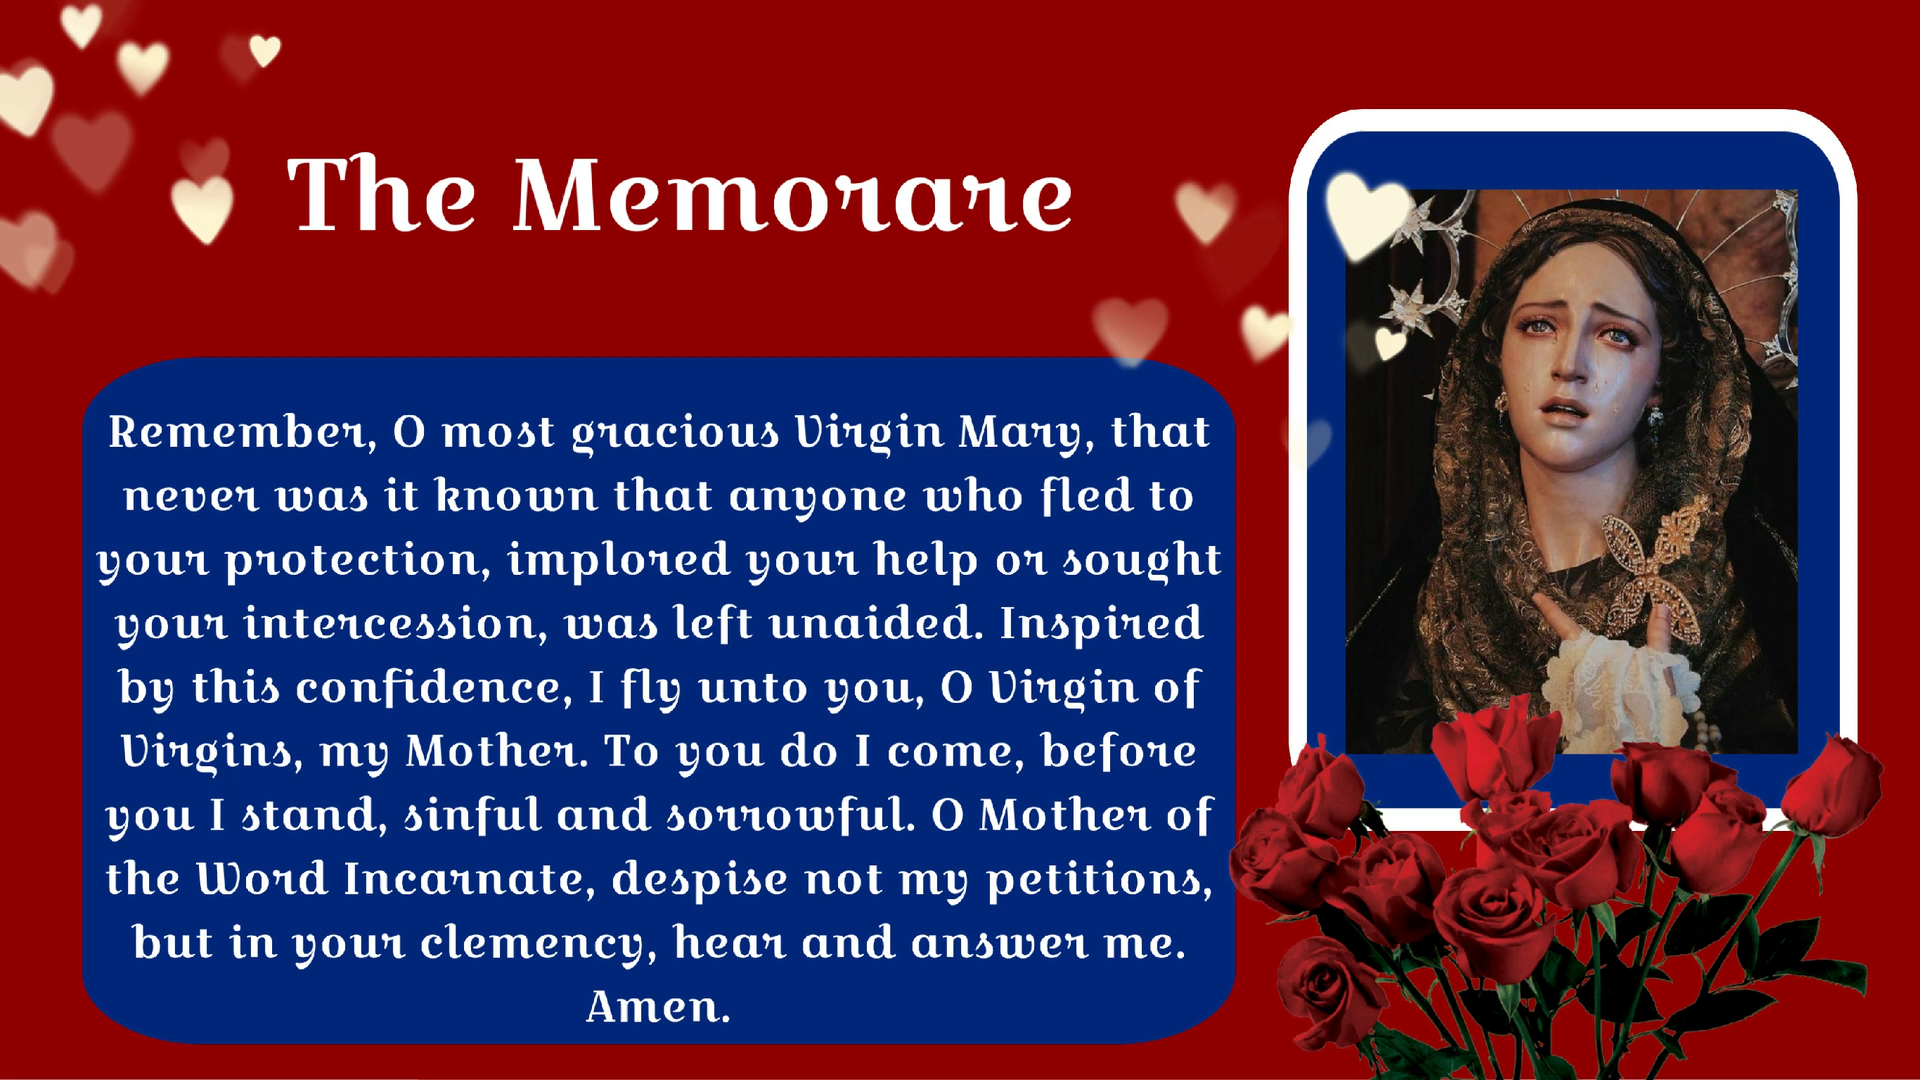 The Memorare
Remember, O most gracious Virgin Mary, that
never was it known that anyone who fled to
your protection, implored your help or sought
your intercession, was left unaided. Inspired
by this confidence, I fly unto you, O Virgin of
Virgins, my Mother. To you do I come, before
you I stand, sinful and sorrowful. O Mother of
the Word Incarnate, despise not my petitions,
but in your clemency, hear and answer me.
Amen.